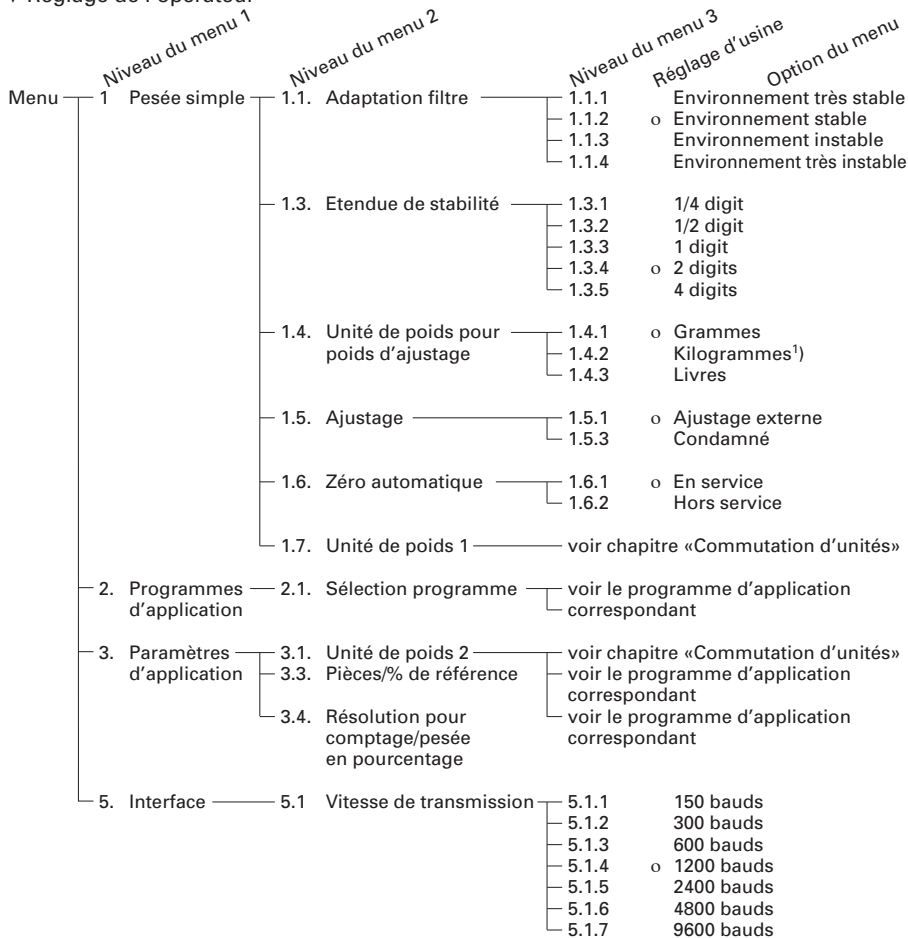 Réglage de l'opérateur
Niveau du menu 1 Niveau du menu 2 Niveau du menu 3 Réglage d'usine Option du menu
Menu 1 Pesée simple 1.1. Adaptation filtre 1.1.1 Environnement très stable
1.1.2 o Environnement stable
1.1.3 Environnement instable
1.1.4 Environnement très instable
1.3. Etendue de stabilité 1.3.1 1/4 digit
1.3.2 1/2 digit
1.3.3 1 digit
1.3.4 o 2 digits
1.3.5 4 digits
1.4. Unité de poids pour 1.4.1 o Grammes
poids d'ajustage 1.4.2 Kilogrammes¹)
1.4.3 Livres
1.5. Ajustage 1.5.1 o Ajustage externe
1.5.3 Condamné
1.6. Zéro automatique 1.6.1 o En service
1.6.2 Hors service
1.7. Unité de poids 1 voir chapitre «Commutation d'unités»
2. Programmes 2.1. Sélection programme voir le programme d'application
d'application correspondant
3. Paramètres 3.1. Unité de poids 2 voir chapitre «Commutation d'unités»
d'application 3.3. Pièces/% de référence voir le programme d'application
correspondant
3.4. Résolution pour voir le programme d'application
comptage/pesée correspondant
en pourcentage
5. Interface 5.1 Vitesse de transmission 5.1.1 150 bauds
5.1.2 300 bauds
5.1.3 600 bauds
5.1.4 o 1200 bauds
5.1.5 2400 bauds
5.1.6 4800 bauds
5.1.7 9600 bauds